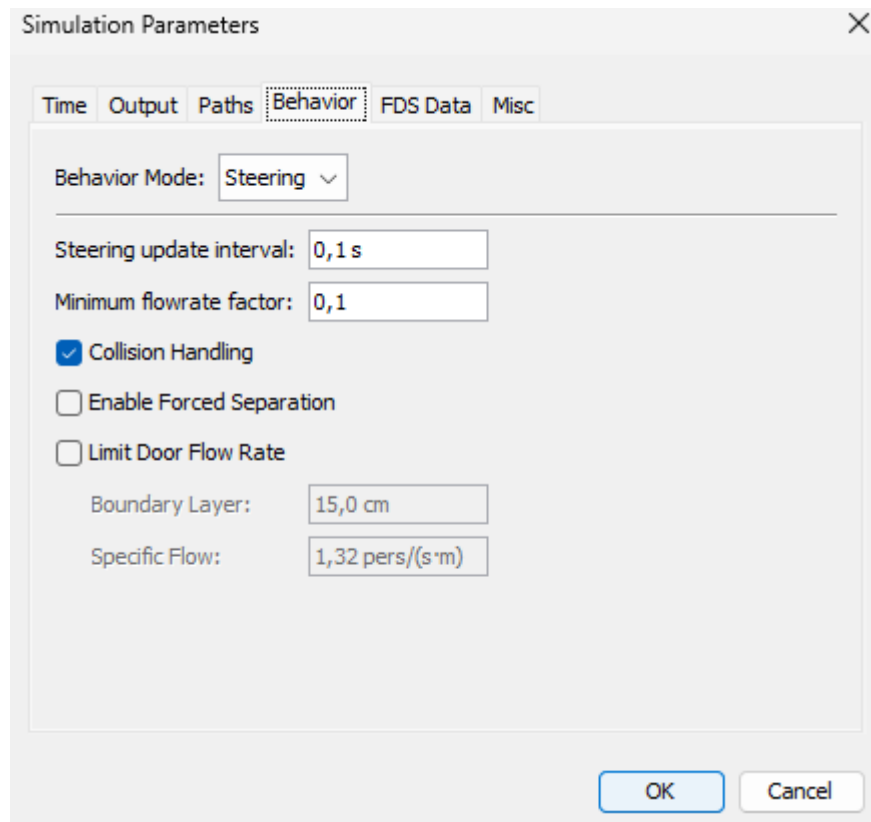 Simulation Parameters
Time Output Paths Behavior FDS Data Misc
Behavior Mode: Steering
Steering update interval: 0,1 s
Minimum flowrate factor: 0,1
Collision Handling
Enable Forced Separation
Limit Door Flow Rate
Boundary Layer: 15,0 cm
Specific Flow: 1,32 pers/(s·m)
OK Cancel